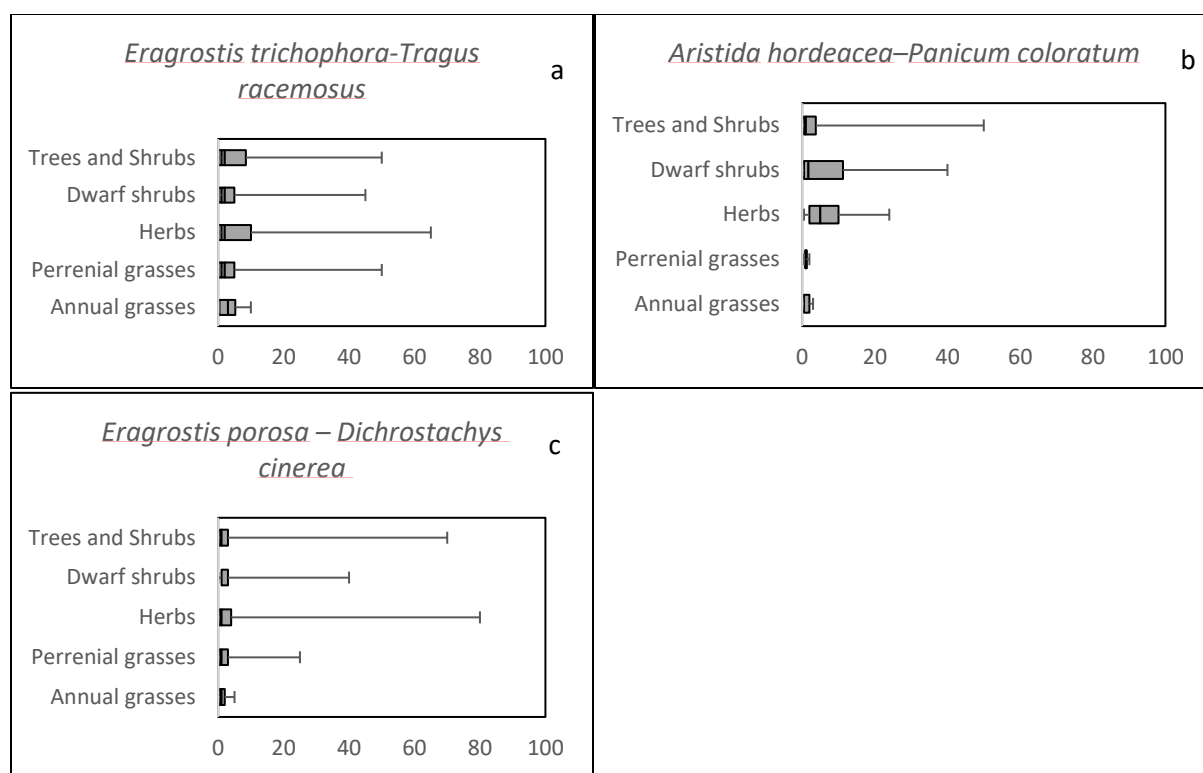 Eragrostis trichophora-Tragus
racemosus
a
Trees and Shrubs
Dwarf shrubs
Herbs
Perrenial grasses
Annual grasses
0 20 40 60 80 100
Aristida hordeacea–Panicum coloratum
b
Trees and Shrubs
Dwarf shrubs
Herbs
Perrenial grasses
Annual grasses
0 20 40 60 80 100
Eragrostis porosa – Dichrostachys
cinerea
c
Trees and Shrubs
Dwarf shrubs
Herbs
Perrenial grasses
Annual grasses
0 20 40 60 80 100